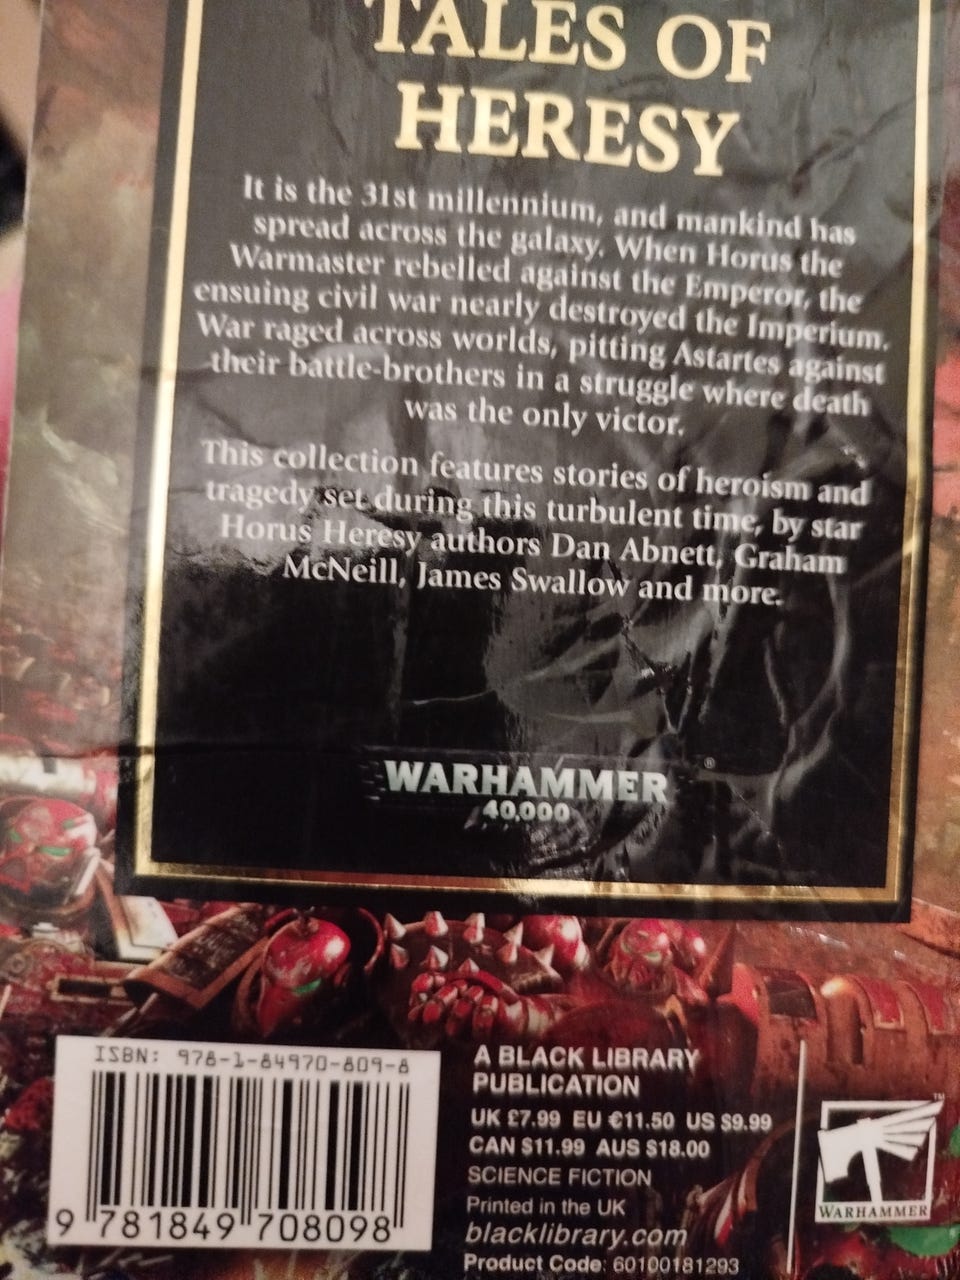 TALES OF
HERESY
It is the 31st millennium, and mankind has
spread across the galaxy. When Horus the
Warmaster rebelled against the Emperor, the
ensuing civil war nearly destroyed the Imperium.
War raged across worlds, pitting Astartes against
their battle-brothers in a struggle where death
was the only victor.
This collection features stories of heroism and
tragedy set during this turbulent time, by star
Horus Heresy authors Dan Abnett, Graham
McNeill, James Swallow and more.
WARHAMMER®
40,000
ISBN: 978-1-84970-809-8
9 781849 708098
A BLACK LIBRARY
PUBLICATION
UK £7.99 EU €11.50 US $9.99
CAN $11.99 AUS $18.00
SCIENCE FICTION
Printed in the UK
blacklibrary.com
Product Code: 60100181293
™
WARHAMMER